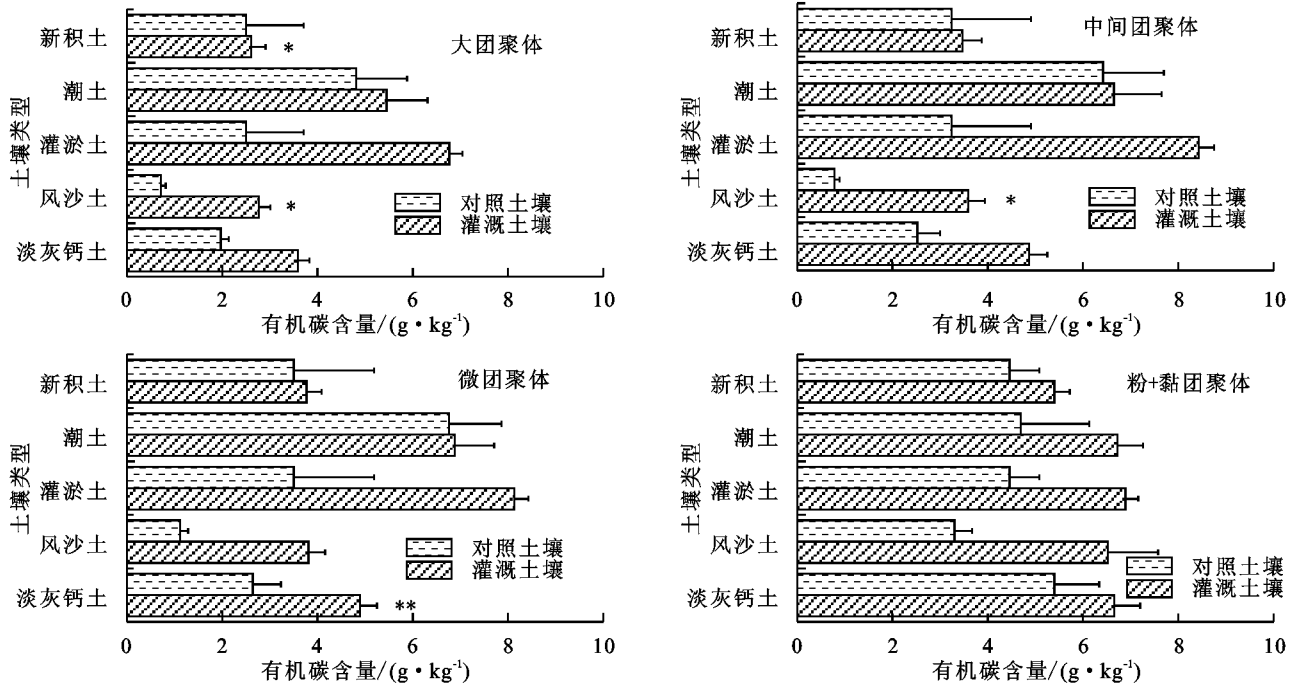 大团聚体
新积土
*
潮土
灌淤土
风沙土
*
淡灰钙土
土壤类型
对照土壤
灌溉土壤
0 2 4 6 8 10
有机碳含量/(g·kg⁻¹)
中间团聚体
新积土
潮土
灌淤土
风沙土
*
淡灰钙土
土壤类型
对照土壤
灌溉土壤
0 2 4 6 8 10
有机碳含量/(g·kg⁻¹)
微团聚体
新积土
潮土
灌淤土
风沙土
淡灰钙土
**
土壤类型
对照土壤
灌溉土壤
0 2 4 6 8 10
有机碳含量/(g·kg⁻¹)
粉+黏团聚体
新积土
潮土
灌淤土
风沙土
淡灰钙土
土壤类型
对照土壤
灌溉土壤
0 2 4 6 8 10
有机碳含量/(g·kg⁻¹)